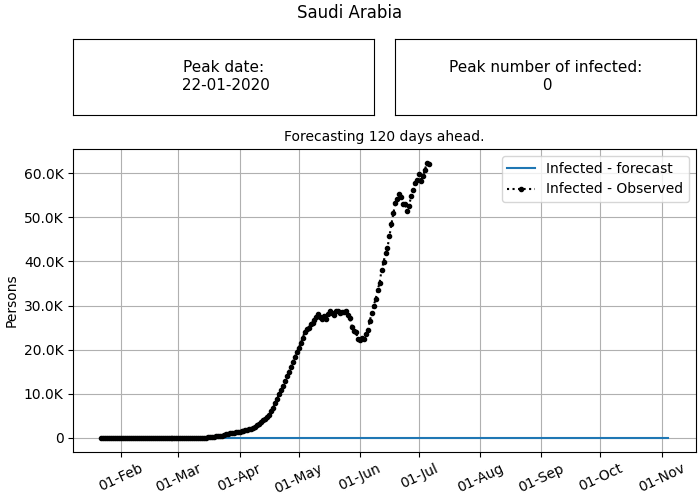 Saudi Arabia
Peak date:
22-01-2020
Peak number of infected:
0
Forecasting 120 days ahead.
Infected - forecast
Infected - Observed
Persons
60.0K
50.0K
40.0K
30.0K
20.0K
10.0K
0
01-Feb
01-Mar
01-Apr
01-May
01-Jun
01-Jul
01-Aug
01-Sep
01-Oct
01-Nov